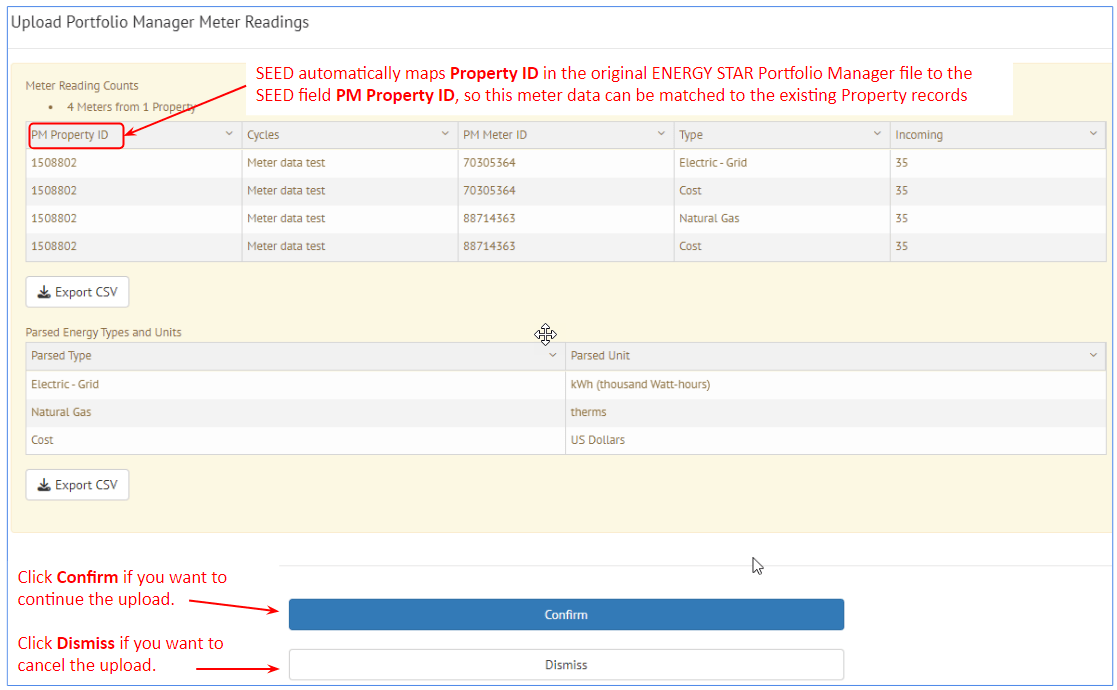 Upload Portfolio Manager Meter Readings
SEED automatically maps Property ID in the original ENERGY STAR Portfolio Manager file to the
SEED field PM Property ID, so this meter data can be matched to the existing Property records
Meter Reading Counts
• 4 Meters from 1 Property
PM Property ID Cycles PM Meter ID Type Incoming
1508802 Meter data test 70305364 Electric - Grid 35
1508802 Meter data test 70305364 Cost 35
1508802 Meter data test 88714363 Natural Gas 35
1508802 Meter data test 88714363 Cost 35
Export CSV
Parsed Energy Types and Units
Parsed Type Parsed Unit
Electric - Grid kWh (thousand Watt-hours)
Natural Gas therms
Cost US Dollars
Export CSV
Click Confirm if you want to
continue the upload.
Confirm
Click Dismiss if you want to
cancel the upload.
Dismiss